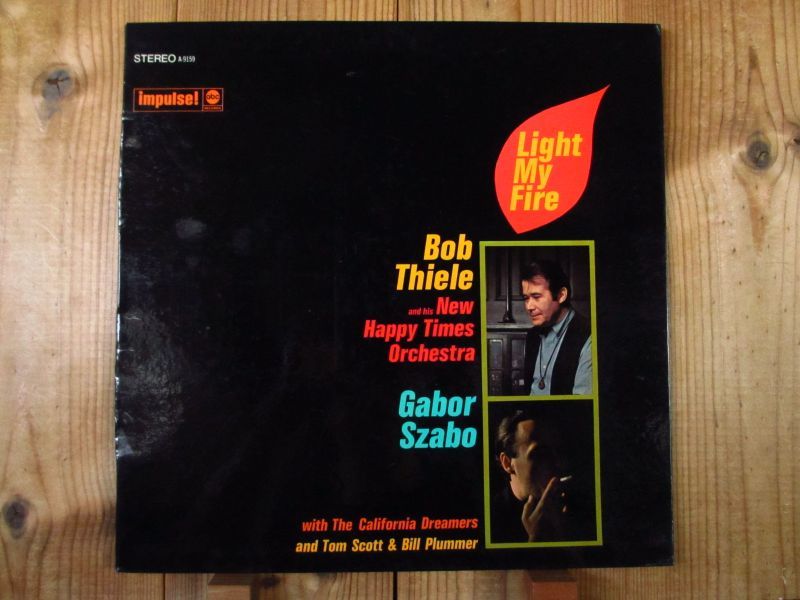 STEREO A-9159
impulse! abc
Light
My
Fire
Bob
Thiele
and his New
Happy Times
Orchestra
Gabor
Szabo
with The California Dreamers
and Tom Scott & Bill Plummer